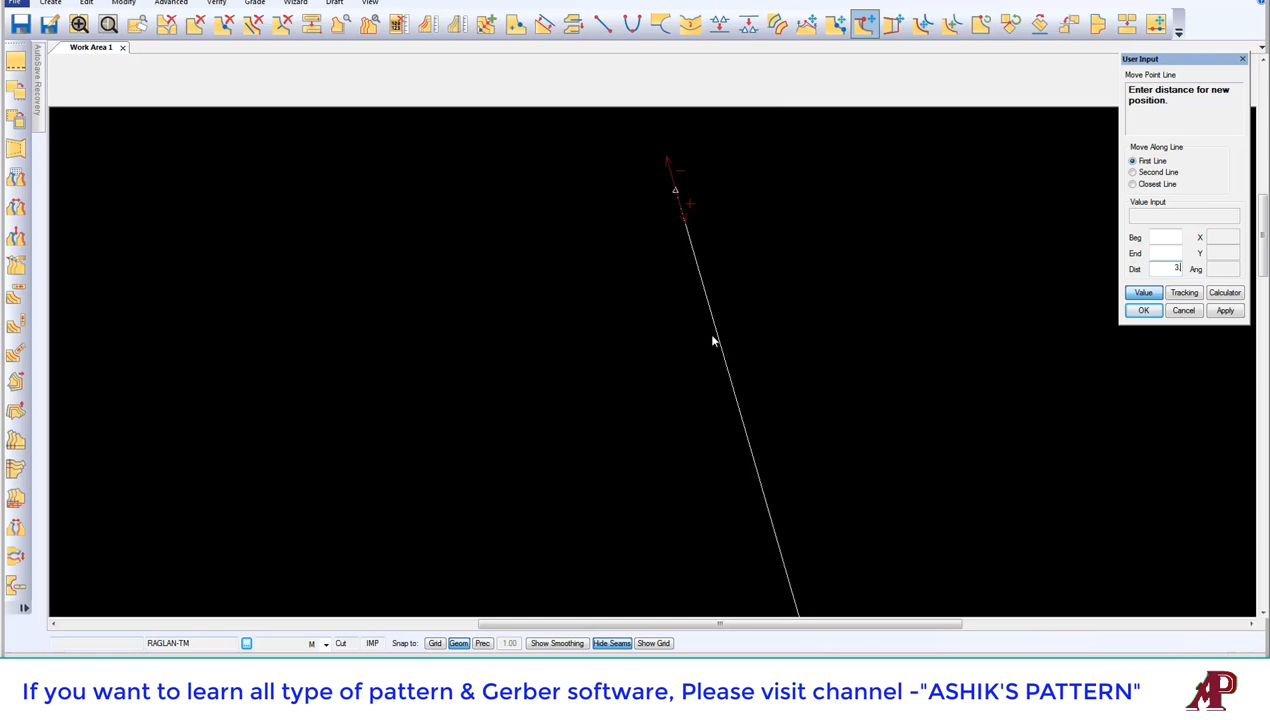 File Create Edit Modify Advanced Verify Grade Wizard Draft View
Work Area 1
AutoSave Recovery
User Input
Move Point Line
Enter distance for new
position.
Move Along Line
First Line
Second Line
Closest Line
Value Input
Beg X
End Y
Dist 3. Ang
Value Tracking Calculator
OK Cancel Apply
RAGLAN-TM M Cut IMP Snap to: Grid Geom Prec 1.00 Show Smoothing Hide Seams Show Grid
If you want to learn all type of pattern & Gerber software, Please visit channel -"ASHIK'S PATTERN"
AP